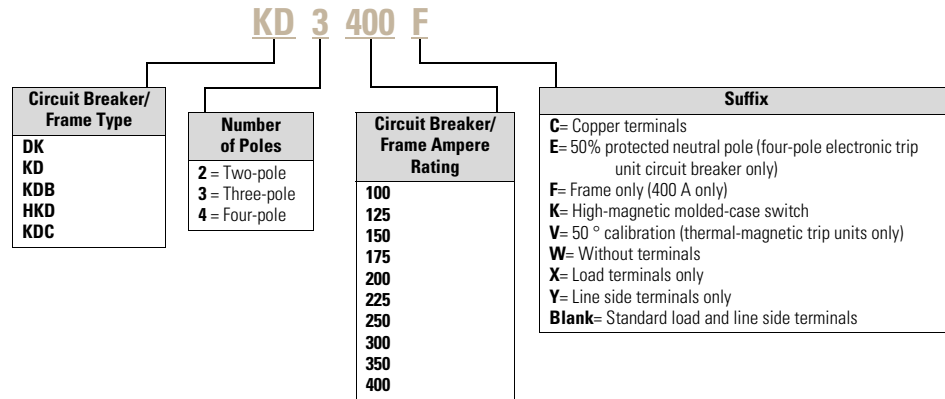 KD 3 400 F
Circuit Breaker/
Frame Type
DK
KD
KDB
HKD
KDC
Number
of Poles
2 = Two-pole
3 = Three-pole
4 = Four-pole
Circuit Breaker/
Frame Ampere
Rating
100
125
150
175
200
225
250
300
350
400
Suffix
C= Copper terminals
E= 50% protected neutral pole (four-pole electronic trip
unit circuit breaker only)
F= Frame only (400 A only)
K= High-magnetic molded-case switch
V= 50 ° calibration (thermal-magnetic trip units only)
W= Without terminals
X= Load terminals only
Y= Line side terminals only
Blank= Standard load and line side terminals